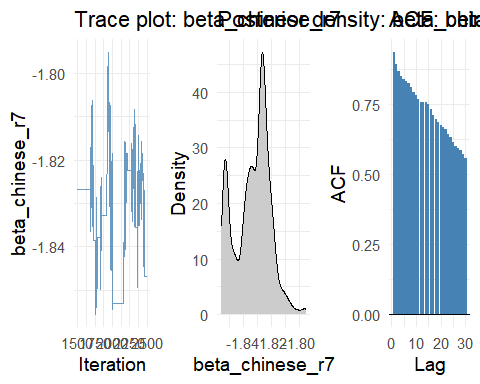 Trace plot: beta_chinese_r7
Posterior density: beta_chinese_r7
ACF: beta_chinese_r7
beta_chinese_r7
-1.80
-1.82
-1.84
Iteration
Density
40
30
20
10
0
-1.84
-1.82
-1.80
beta_chinese_r7
ACF
0.75
0.50
0.25
0.00
0 10 20 30
Lag